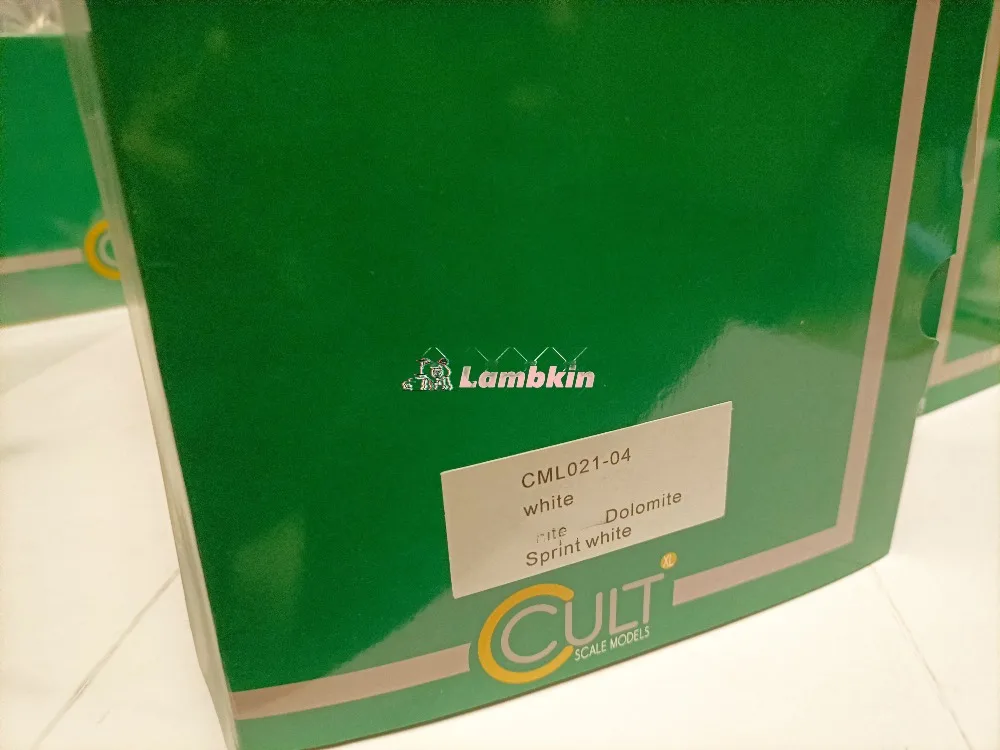 Lambkin
CML021-04
white
Dolomite
Sprint white
XL
CULT
SCALE MODELS